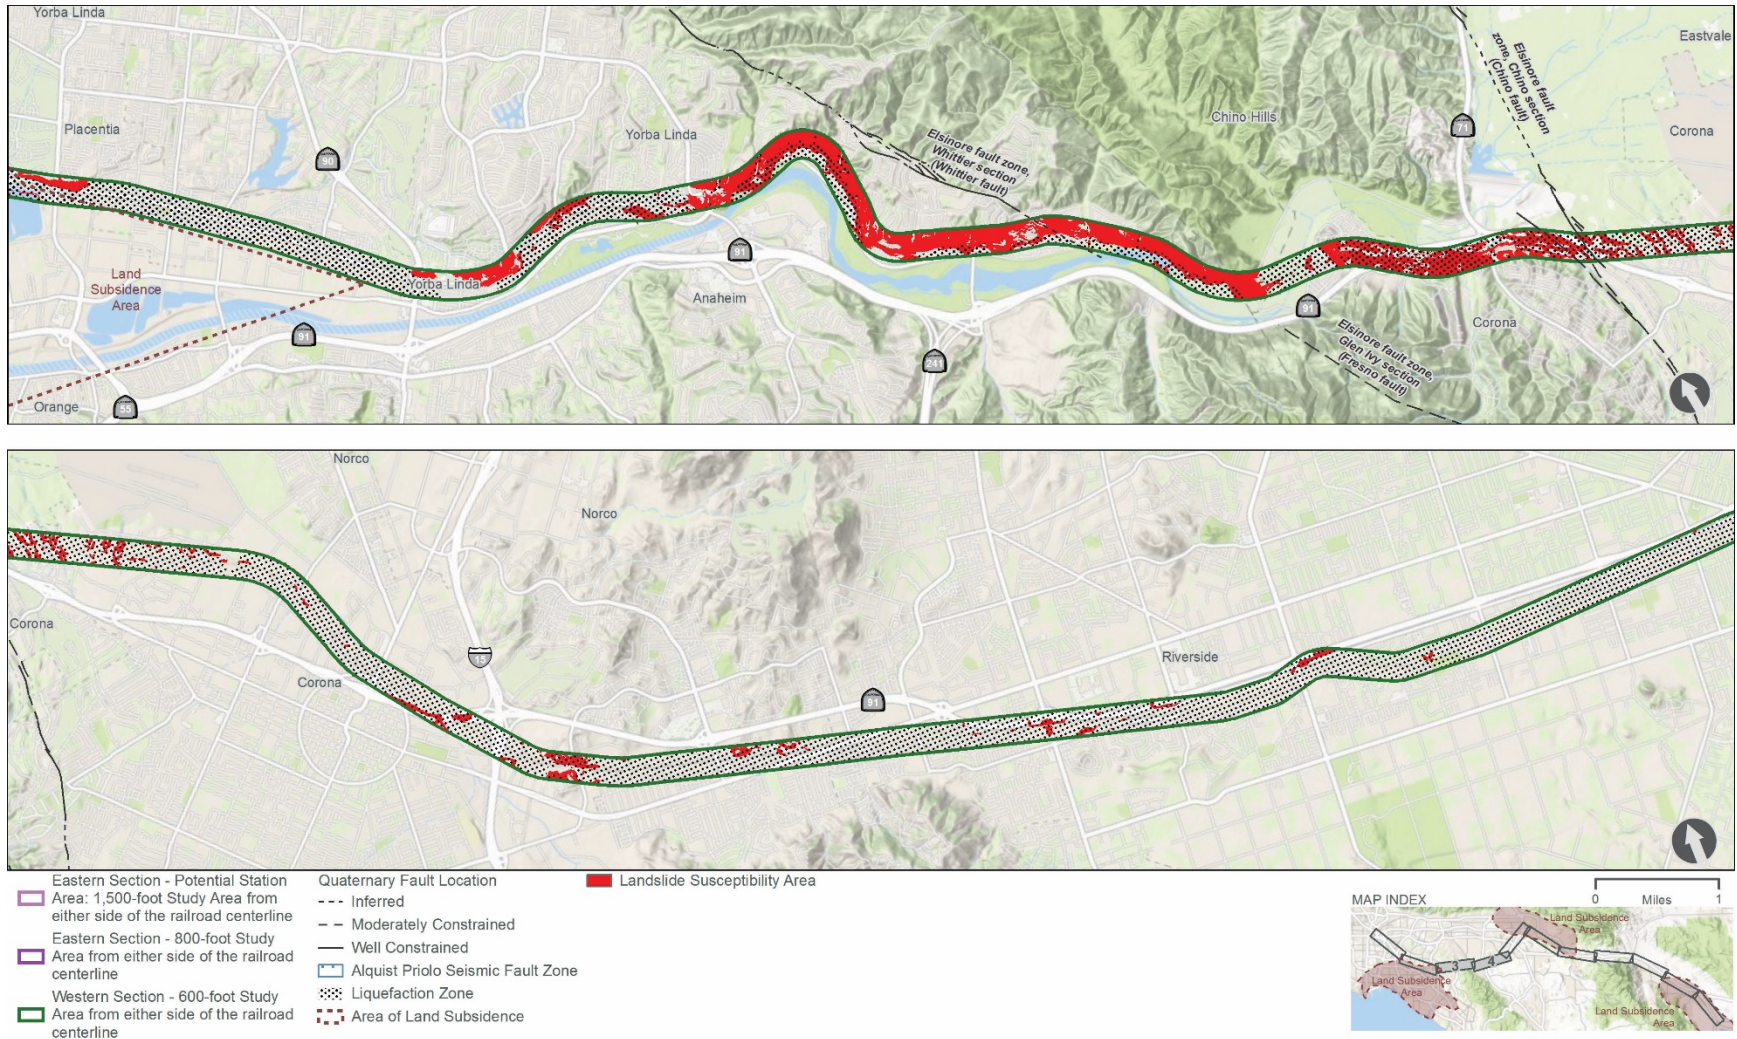 Yorba Linda
Eastvale
Elsinore fault
zone, Chino section
(Chino fault)
Placentia
90
Yorba Linda
Chino Hills
71
Corona
Elsinore fault zone,
Whittier section
(Whittier fault)
91
Land
Subsidence
Area
Yorba Linda
Anaheim
91
91
Corona
Elsinore fault zone,
Glen Ivy section
(Fresno fault)
241
Orange
55
Norco
Norco
Corona
15
Corona
Riverside
91
Eastern Section - Potential Station
Area: 1,500-foot Study Area from
either side of the railroad centerline
Eastern Section - 800-foot Study
Area from either side of the railroad
centerline
Western Section - 600-foot Study
Area from either side of the railroad
centerline
Quaternary Fault Location
Inferred
Moderately Constrained
Well Constrained
Alquist Priolo Seismic Fault Zone
Liquefaction Zone
Area of Land Subsidence
Landslide Susceptibility Area
0 Miles 1
MAP INDEX
Land Subsidence
Area
3
4
Land Subsidence
Area
Land Subsidence
Area